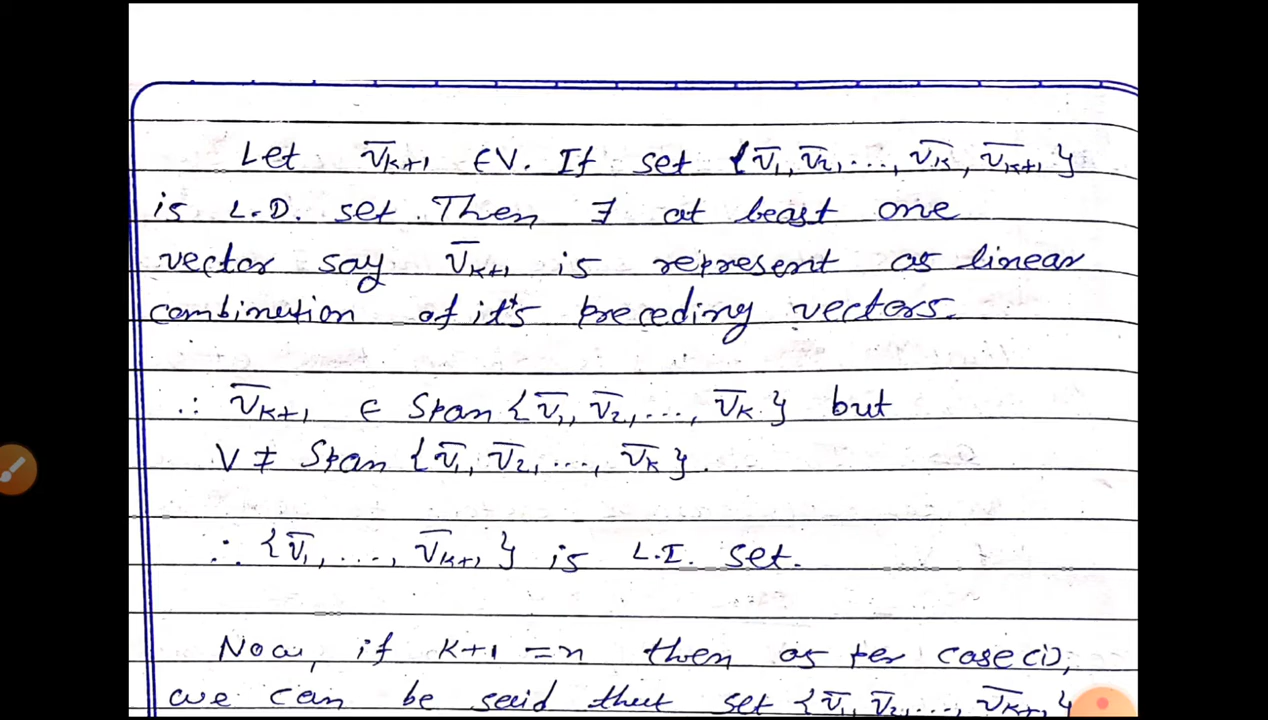 Let v̅ₖ₊₁ ∈ V. If set {v̅₁, v̅₂, ..., v̅ₖ, v̅ₖ₊₁}
is L.D. set. Then ∃ at least one
vector say v̅ₖ₊₁ is represent as linear
combination of it's preceding vectors.
∴ v̅ₖ₊₁ ∈ Span {v̅₁, v̅₂, ..., v̅ₖ} but
V ≠ Span {v̅₁, v̅₂, ..., v̅ₖ}.
∴ {v̅₁, ..., v̅ₖ₊₁} is L.I. set.
Now, if k+1 = n then as per case (i),
we can be said that set {v̅₁, v̅₂, ..., v̅ₖ₊₁}